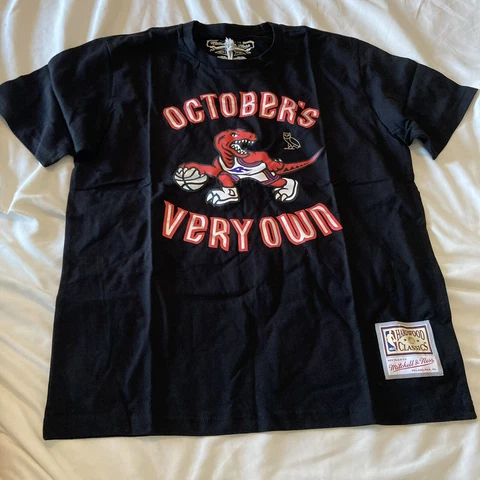 OCTOBER'S
VERY OWN
HARDWOOD
CLASSICS
Mitchell & Ness